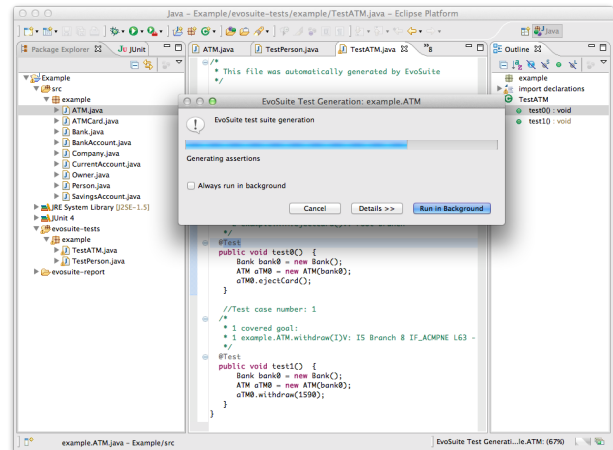 Java - Example/evosuite-tests/example/TestATM.java - Eclipse Platform
Java
Package Explorer
JUnit
ATM.java
TestPerson.java
TestATM.java
»8
Outline
Example
src
example
ATM.java
ATMCard.java
Bank.java
BankAccount.java
Company.java
CurrentAccount.java
Owner.java
Person.java
SavingsAccount.java
JRE System Library [J2SE-1.5]
JUnit 4
evosuite-tests
example
TestATM.java
TestPerson.java
evosuite-report
/*
* This file was automatically generated by EvoSuite
*/
EvoSuite Test Generation: example.ATM
EvoSuite test suite generation
Generating assertions
Always run in background
Cancel
Details >>
Run in Background
*/
@Test
public void test0() {
Bank bank0 = new Bank();
ATM aTM0 = new ATM(bank0);
aTM0.ejectCard();
}
//Test case number: 1
/*
* 1 covered goal:
* 1 example.ATM.withdraw(I)V: I5 Branch 8 IF_ACMPNE L63 -
*/
@Test
public void test1() {
Bank bank0 = new Bank();
ATM aTM0 = new ATM(bank0);
aTM0.withdraw(1590);
}
}
example
import declarations
TestATM
test0() : void
test1() : void
example.ATM.java - Example/src
EvoSuite Test Generati...le.ATM: (67%)